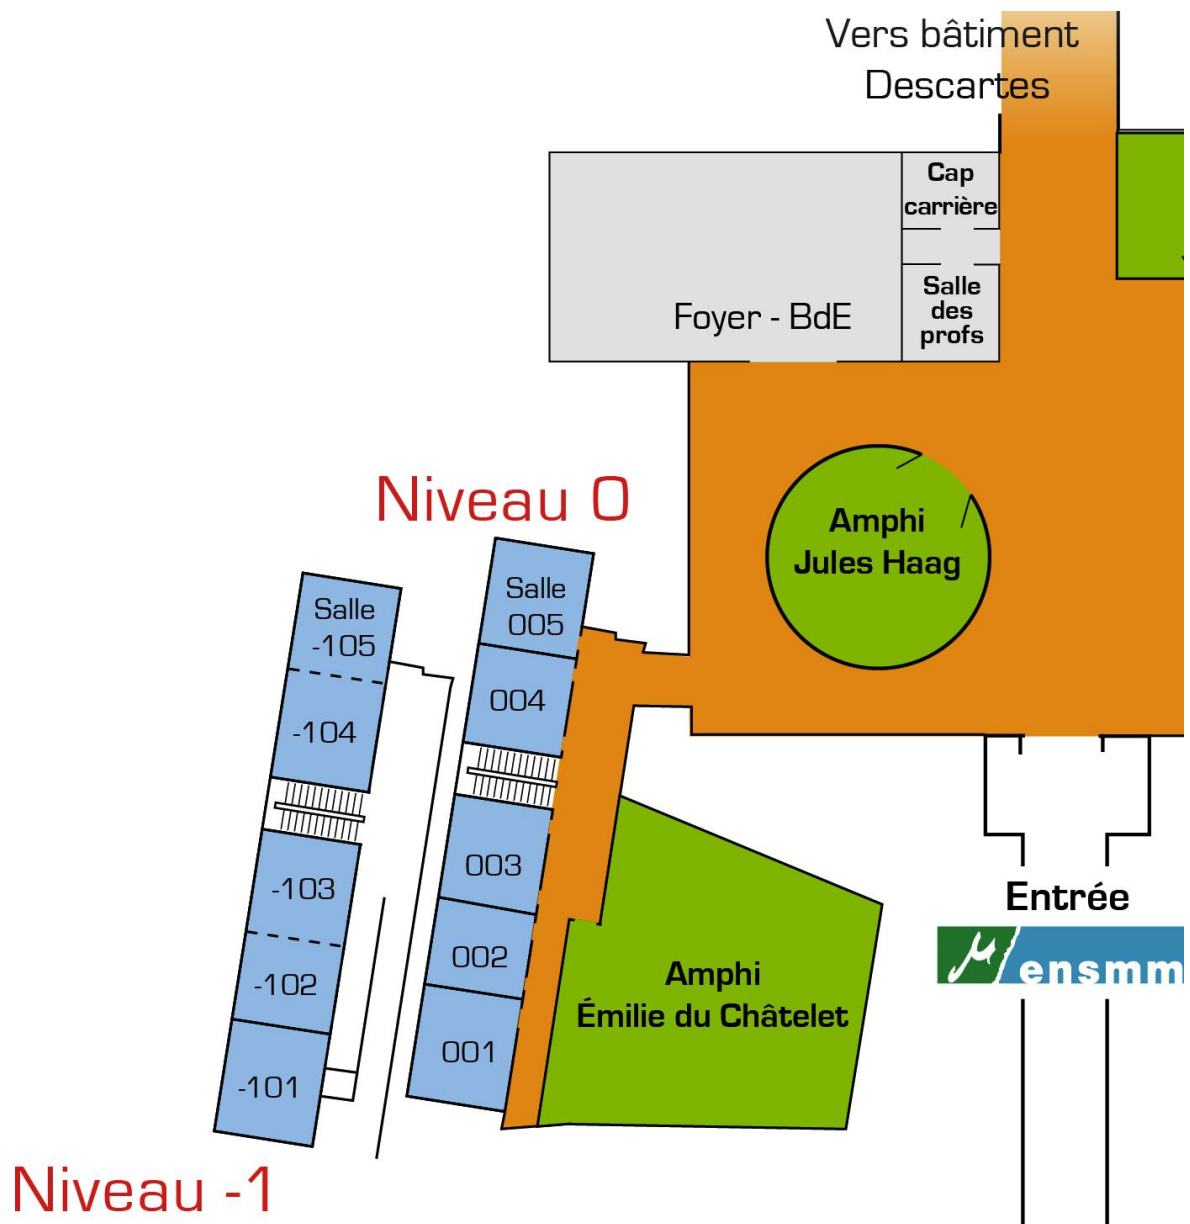 Vers bâtiment
Descartes
Cap
carrière
Salle
des
profs
Foyer - BdE
Niveau 0
Amphi
Jules Haag
Salle
005
Salle
-105
004
-104
003
-103
002
-102
001
-101
Amphi
Émilie du Châtelet
Entrée
µ ensmm
Niveau -1